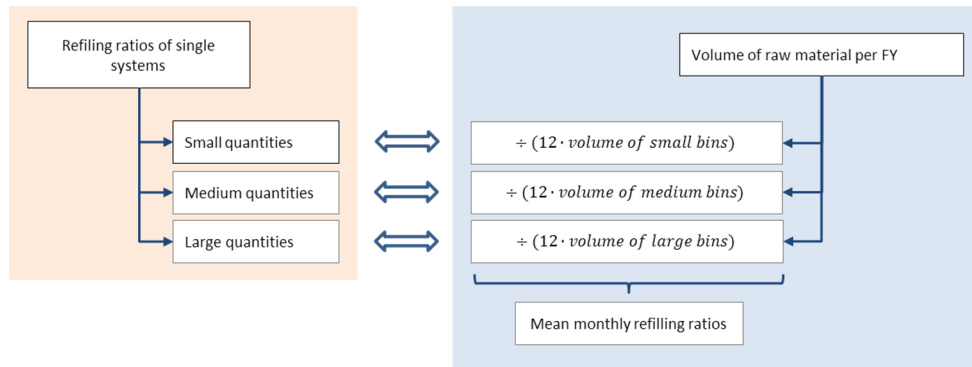 Refiling ratios of single
systems
Volume of raw material per FY
Small quantities
÷ (12· volume of small bins)
Medium quantities
÷ (12· volume of medium bins)
Large quantities
÷ (12· volume of large bins)
Mean monthly refilling ratios